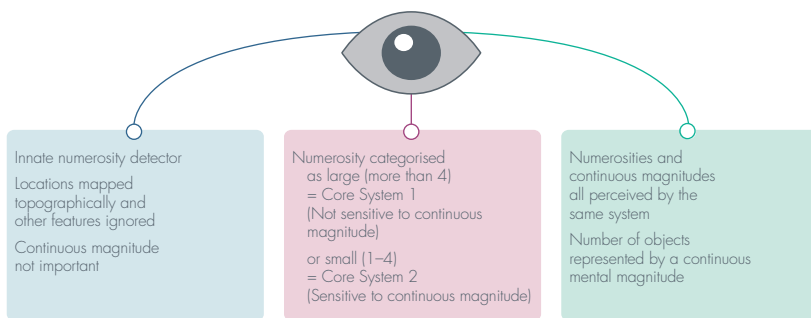 Innate numerosity detector
Locations mapped
topographically and
other features ignored
Continuous magnitude
not important
Numerosity categorised
as large (more than 4)
= Core System 1
(Not sensitive to continuous
magnitude)
or small (1–4)
= Core System 2
(Sensitive to continuous magnitude)
Numerosities and
continuous magnitudes
all perceived by the
same system
Number of objects
represented by a continuous
mental magnitude